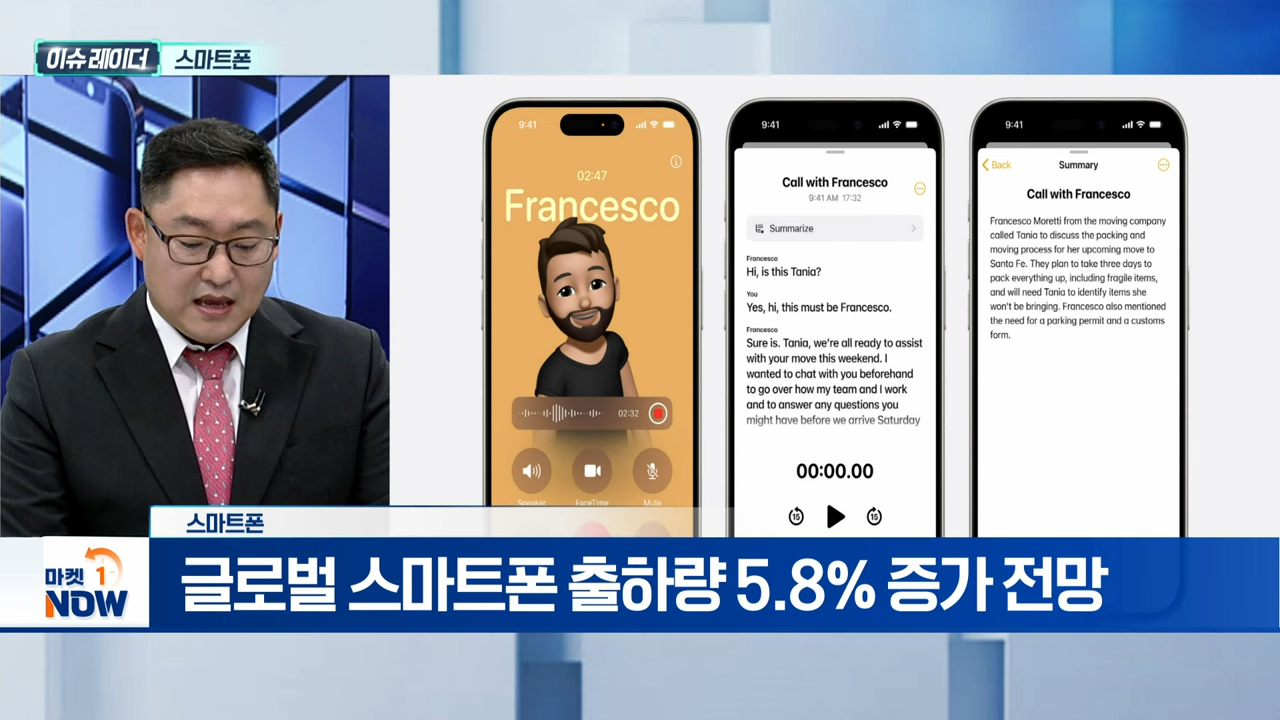 이슈 레이더
스마트폰
9:41
02:47
Francesco
02:32
Speaker
FaceTime
Mute
9:41
Call with Francesco
9:41 AM 17:32
Summarize
Francesco
Hi, is this Tania?
You
Yes, hi, this must be Francesco.
Francesco
Sure is. Tania, we're all ready to assist
with your move this weekend. I
wanted to chat with you beforehand
to go over how my team and I work
and to answer any questions you
might have before we arrive Saturday
00:00.00
15
15
9:41
Back
Summary
Call with Francesco
Francesco Moretti from the moving company
called Tania to discuss the packing and
moving process for her upcoming move to
Santa Fe. They plan to take three days to
pack everything up, including fragile items,
and will need Tania to identify items she
won't be bringing. Francesco also mentioned
the need for a parking permit and a customs
form.
스마트폰
마켓 1
NOW
글로벌 스마트폰 출하량 5.8% 증가 전망